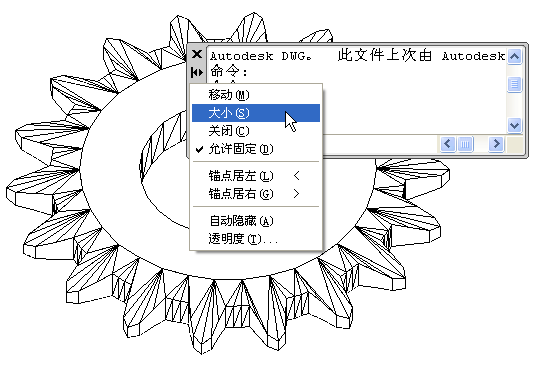 Autodesk DWG。 此文件上次由 Autodesk
命令:
移动(M)
大小(S)
关闭(C)
允许固定(D)
锚点居左(L) <
锚点居右(G) >
自动隐藏(A)
透明度(T)...